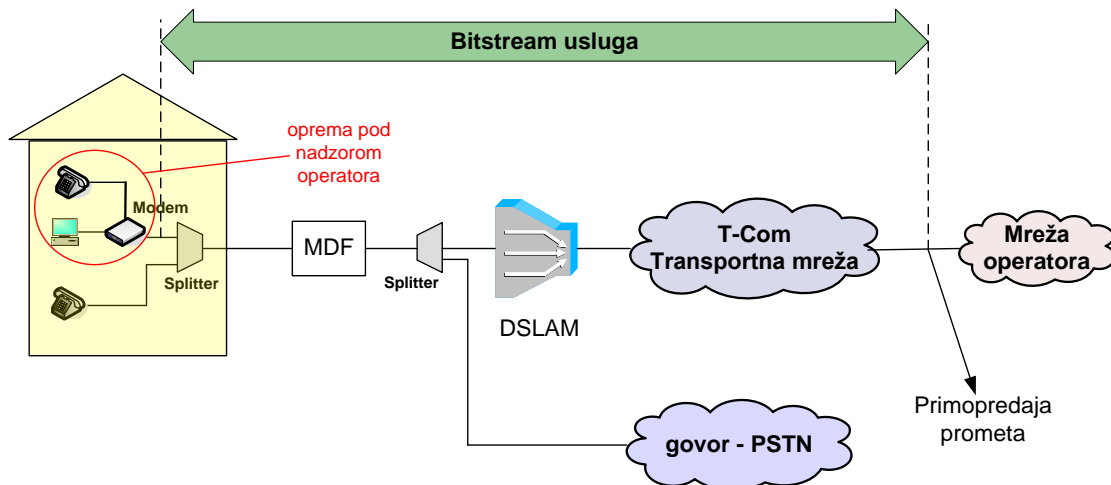 Bitstream usluga
oprema pod
nadzorom
operatora
Modem
Splitter
MDF
Splitter
DSLAM
T-Com
Transportna mreža
Mreža
operatora
govor - PSTN
Primopredaja
prometa